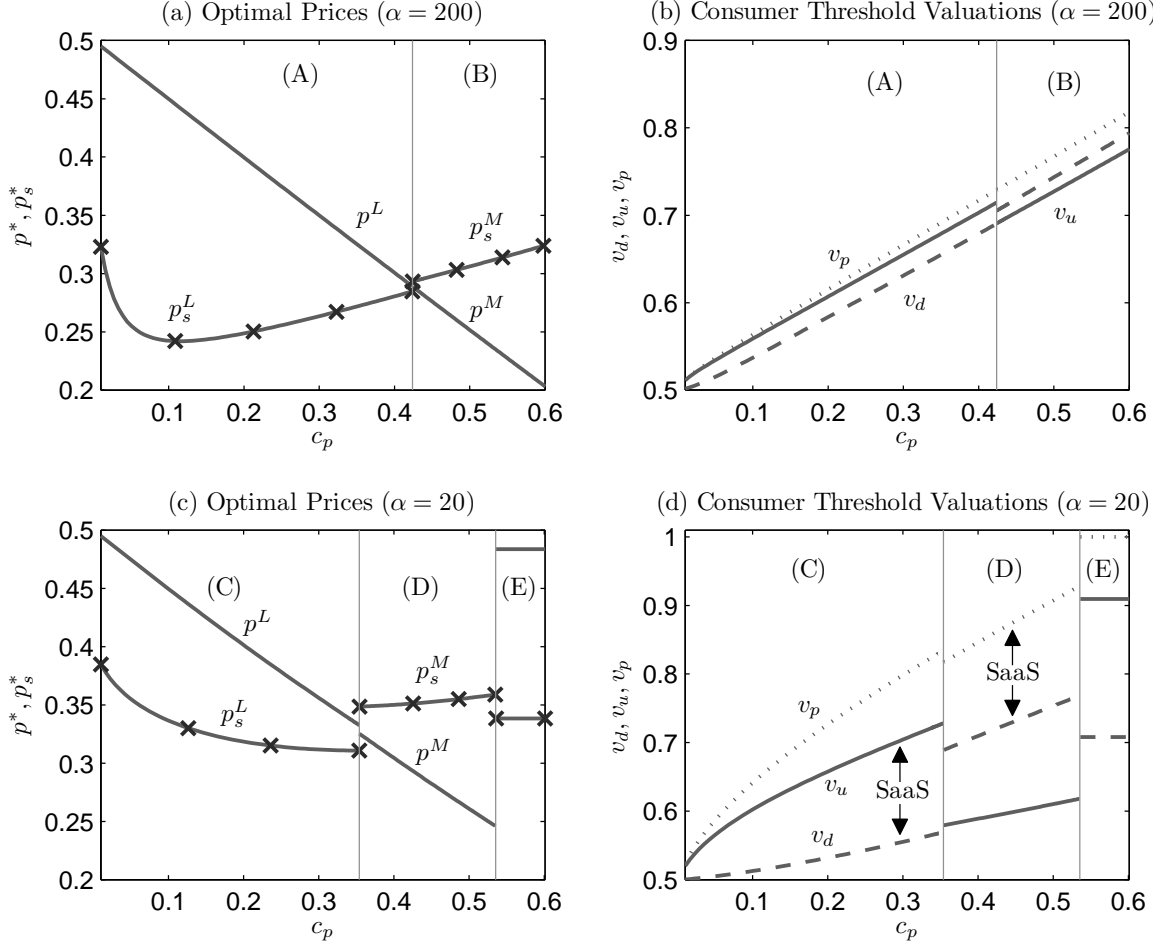 (a) Optimal Prices (α = 200)
0.5
0.45
0.4
0.35
0.3
0.25
0.2
p*, p*_s
(A)
(B)
p^L
p_s^M
p_s^L
p^M
0.1 0.2 0.3 0.4 0.5 0.6
c_p
(b) Consumer Threshold Valuations (α = 200)
0.9
0.8
0.7
0.6
0.5
v_d, v_u, v_p
(A)
(B)
v_p
v_u
v_d
0.1 0.2 0.3 0.4 0.5 0.6
c_p
(c) Optimal Prices (α = 20)
0.5
0.45
0.4
0.35
0.3
0.25
0.2
p*, p*_s
(C)
(D)
(E)
p^L
p_s^M
p_s^L
p^M
0.1 0.2 0.3 0.4 0.5 0.6
c_p
(d) Consumer Threshold Valuations (α = 20)
1
0.9
0.8
0.7
0.6
0.5
v_d, v_u, v_p
(C)
(D)
(E)
SaaS
v_p
v_u
SaaS
v_d
0.1 0.2 0.3 0.4 0.5 0.6
c_p